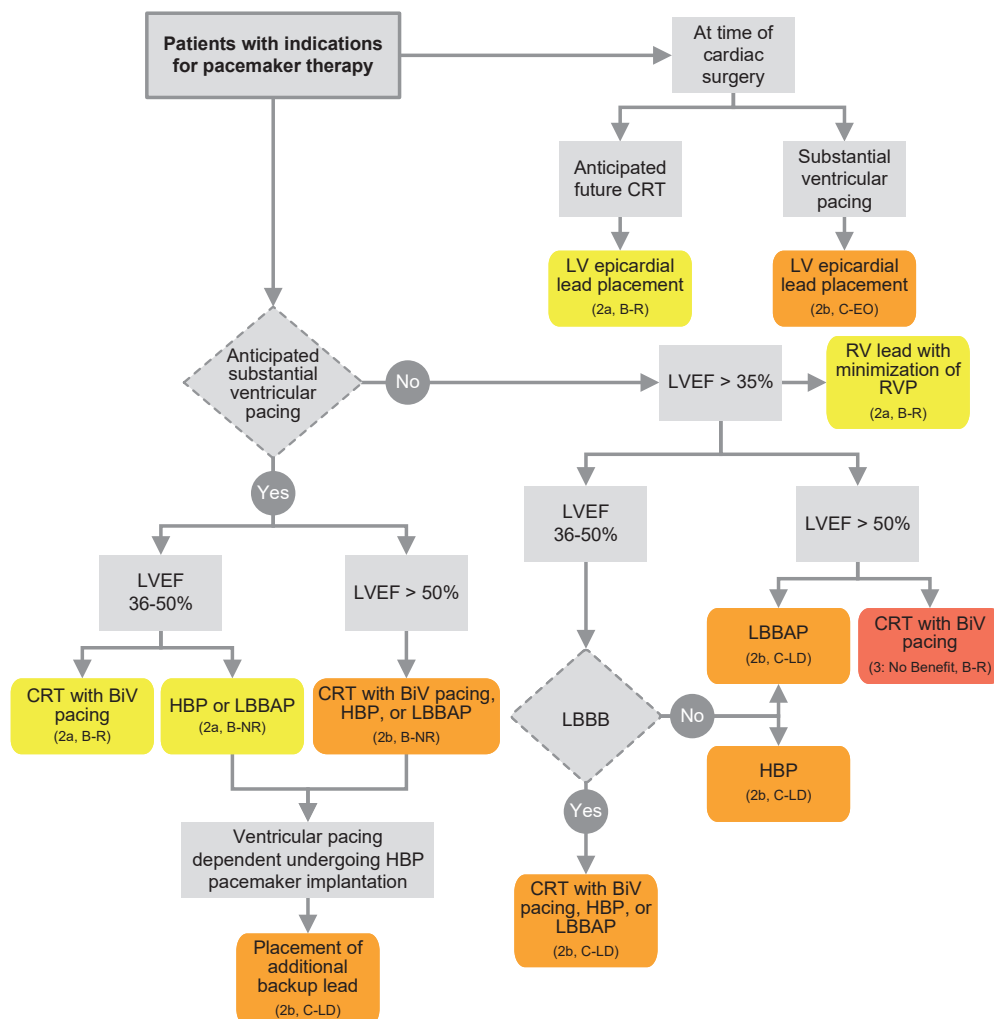 Patients with indications
for pacemaker therapy
At time of
cardiac
surgery
Anticipated
future CRT
Substantial
ventricular
pacing
LV epicardial
lead placement
(2a, B-R)
LV epicardial
lead placement
(2b, C-EO)
Anticipated
substantial
ventricular
pacing
No
LVEF > 35%
RV lead with
minimization of
RVP
(2a, B-R)
Yes
LVEF
36-50%
LVEF > 50%
LVEF
36-50%
LVEF > 50%
CRT with BiV
pacing
(2a, B-R)
HBP or LBBAP
(2a, B-NR)
CRT with BiV pacing,
HBP, or LBBAP
(2b, B-NR)
LBBB
No
LBBAP
(2b, C-LD)
CRT with BiV
pacing
(3: No Benefit, B-R)
HBP
(2b, C-LD)
Yes
Ventricular pacing
dependent undergoing HBP
pacemaker implantation
CRT with BiV
pacing, HBP, or
LBBAP
(2b, C-LD)
Placement of
additional
backup lead
(2b, C-LD)